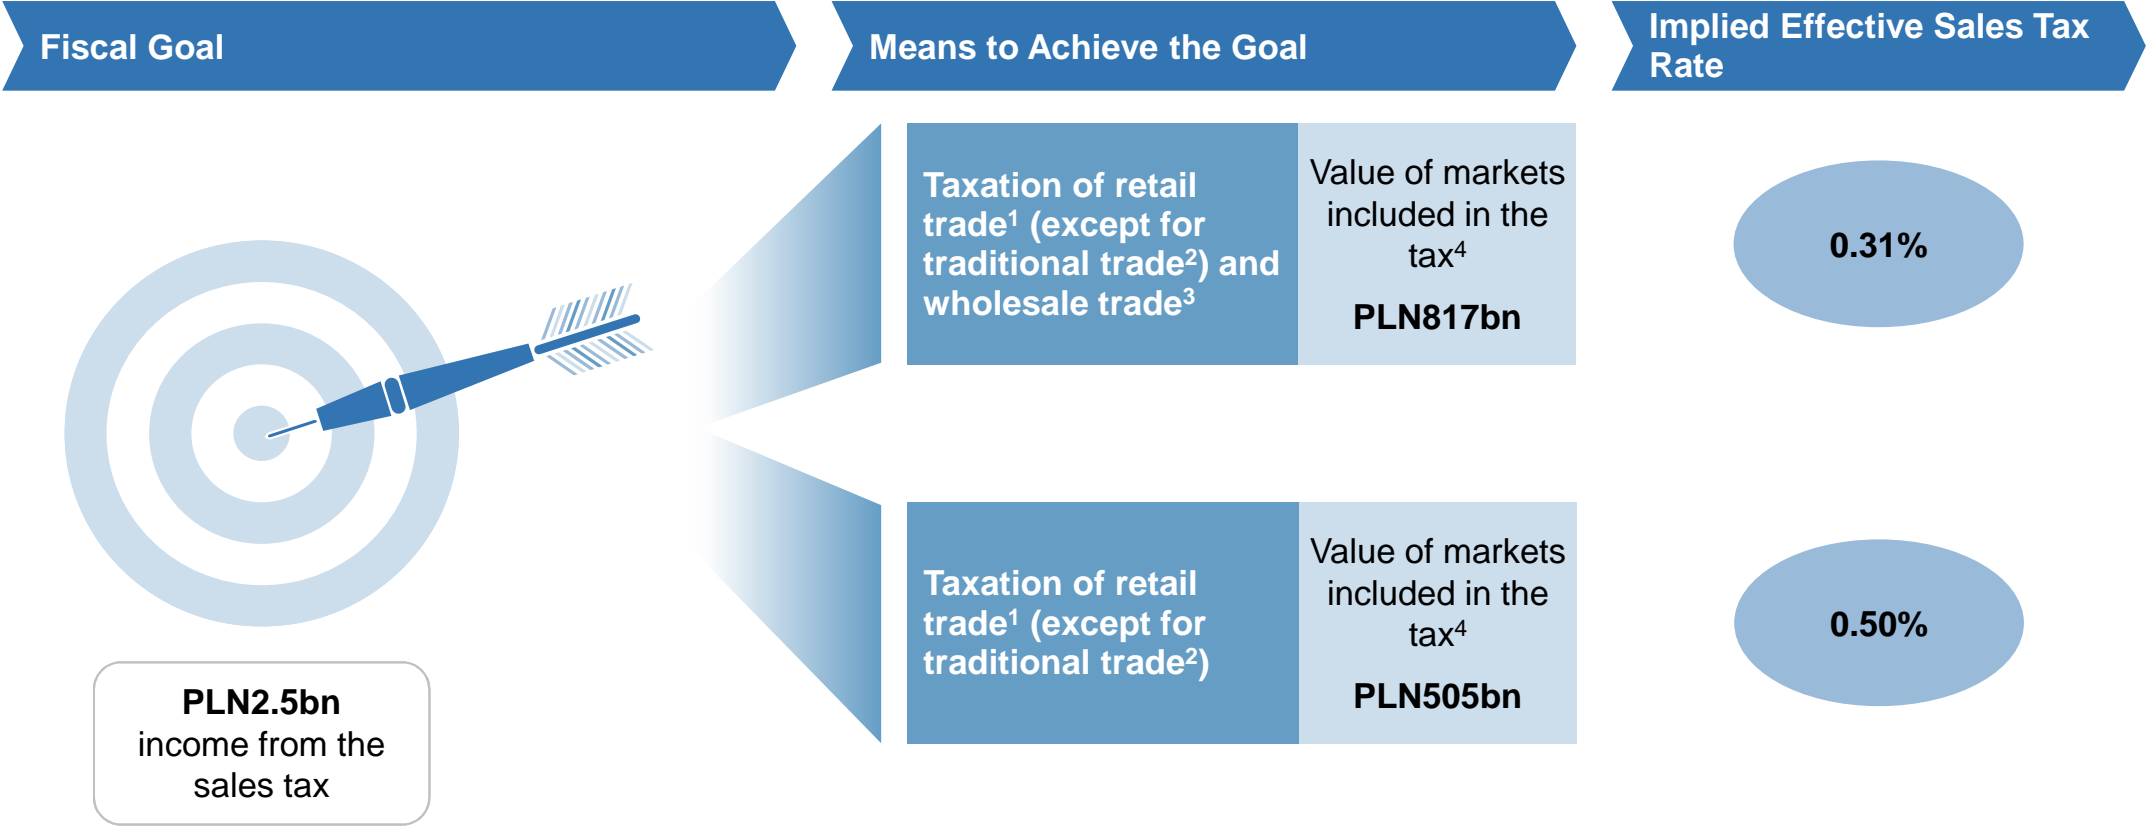 Fiscal Goal
Means to Achieve the Goal
Implied Effective Sales Tax
Rate
PLN2.5bn
income from the
sales tax
Taxation of retail
trade¹ (except for
traditional trade²) and
wholesale trade³
Value of markets
included in the
tax⁴
PLN817bn
0.31%
Taxation of retail
trade¹ (except for
traditional trade²)
Value of markets
included in the
tax⁴
PLN505bn
0.50%